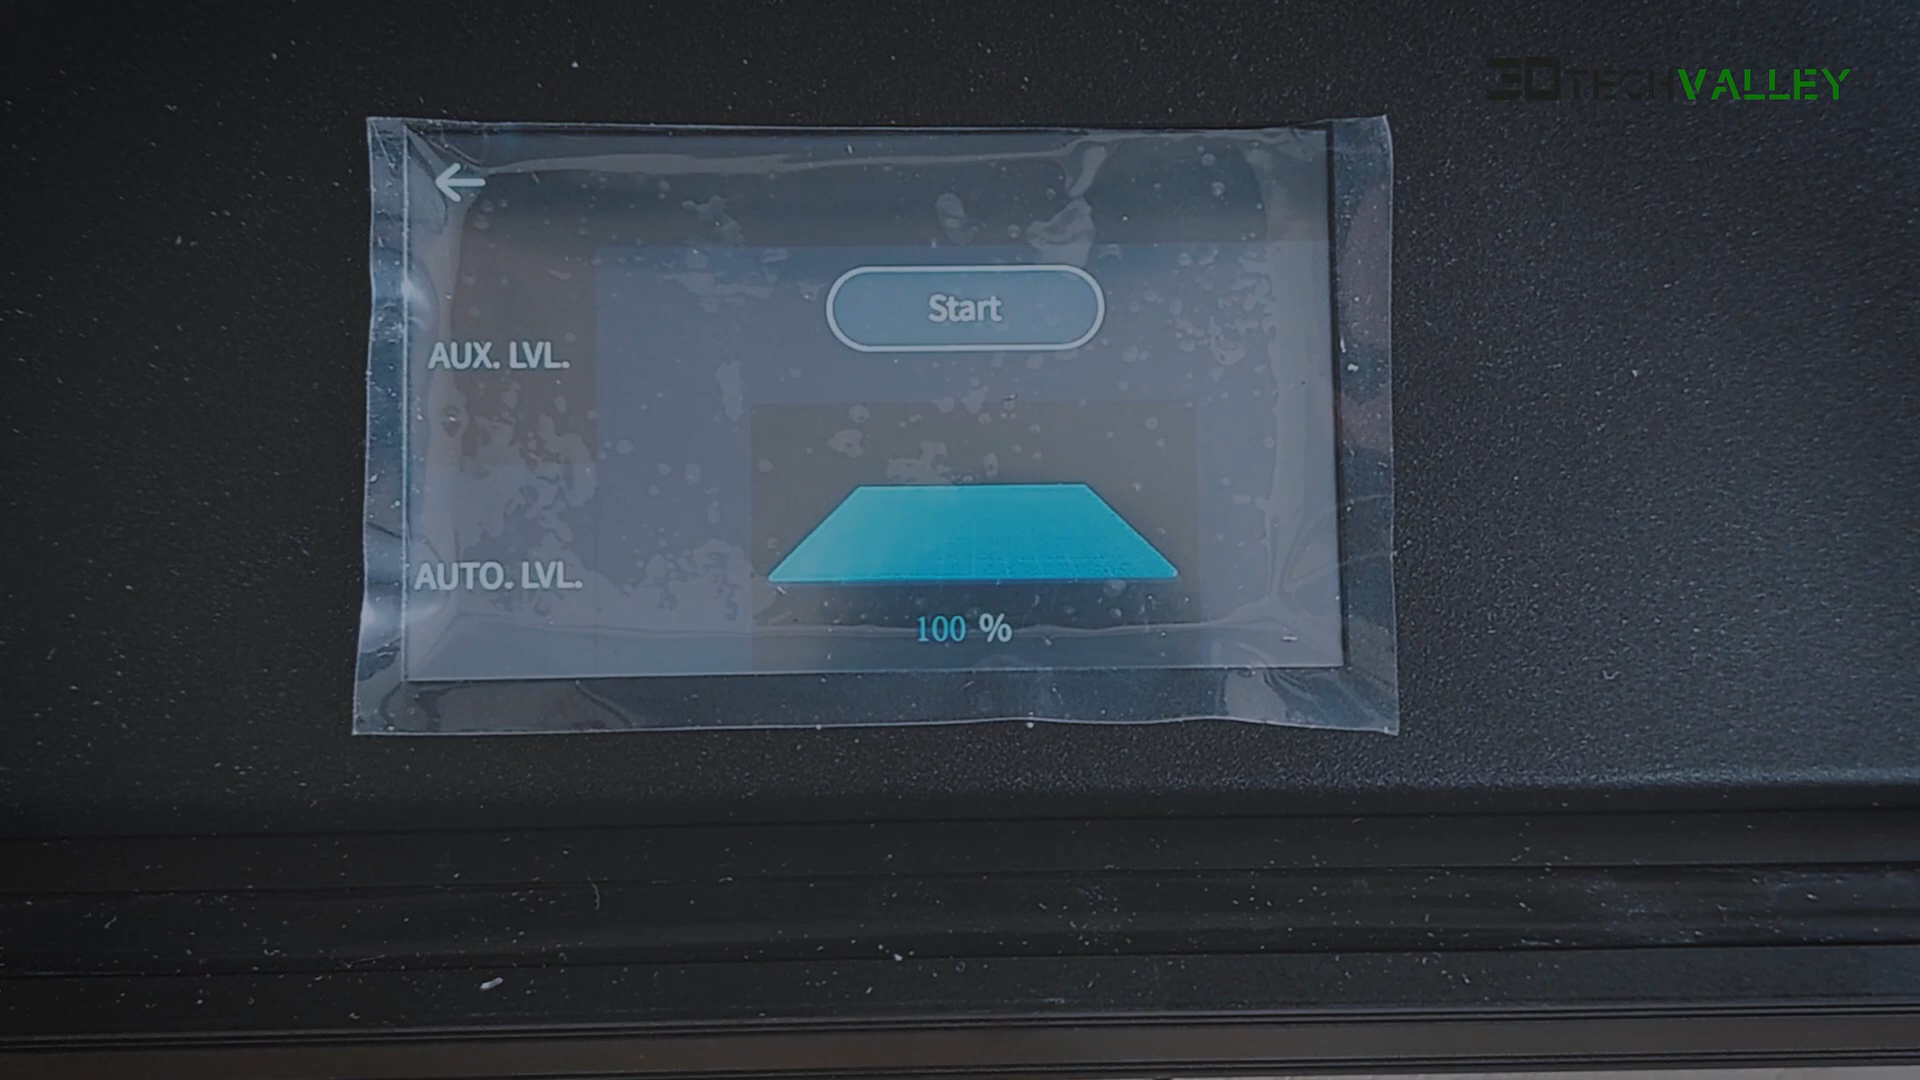 3DTECHVALLEY
Start
AUX. LVL.
AUTO. LVL.
100 %